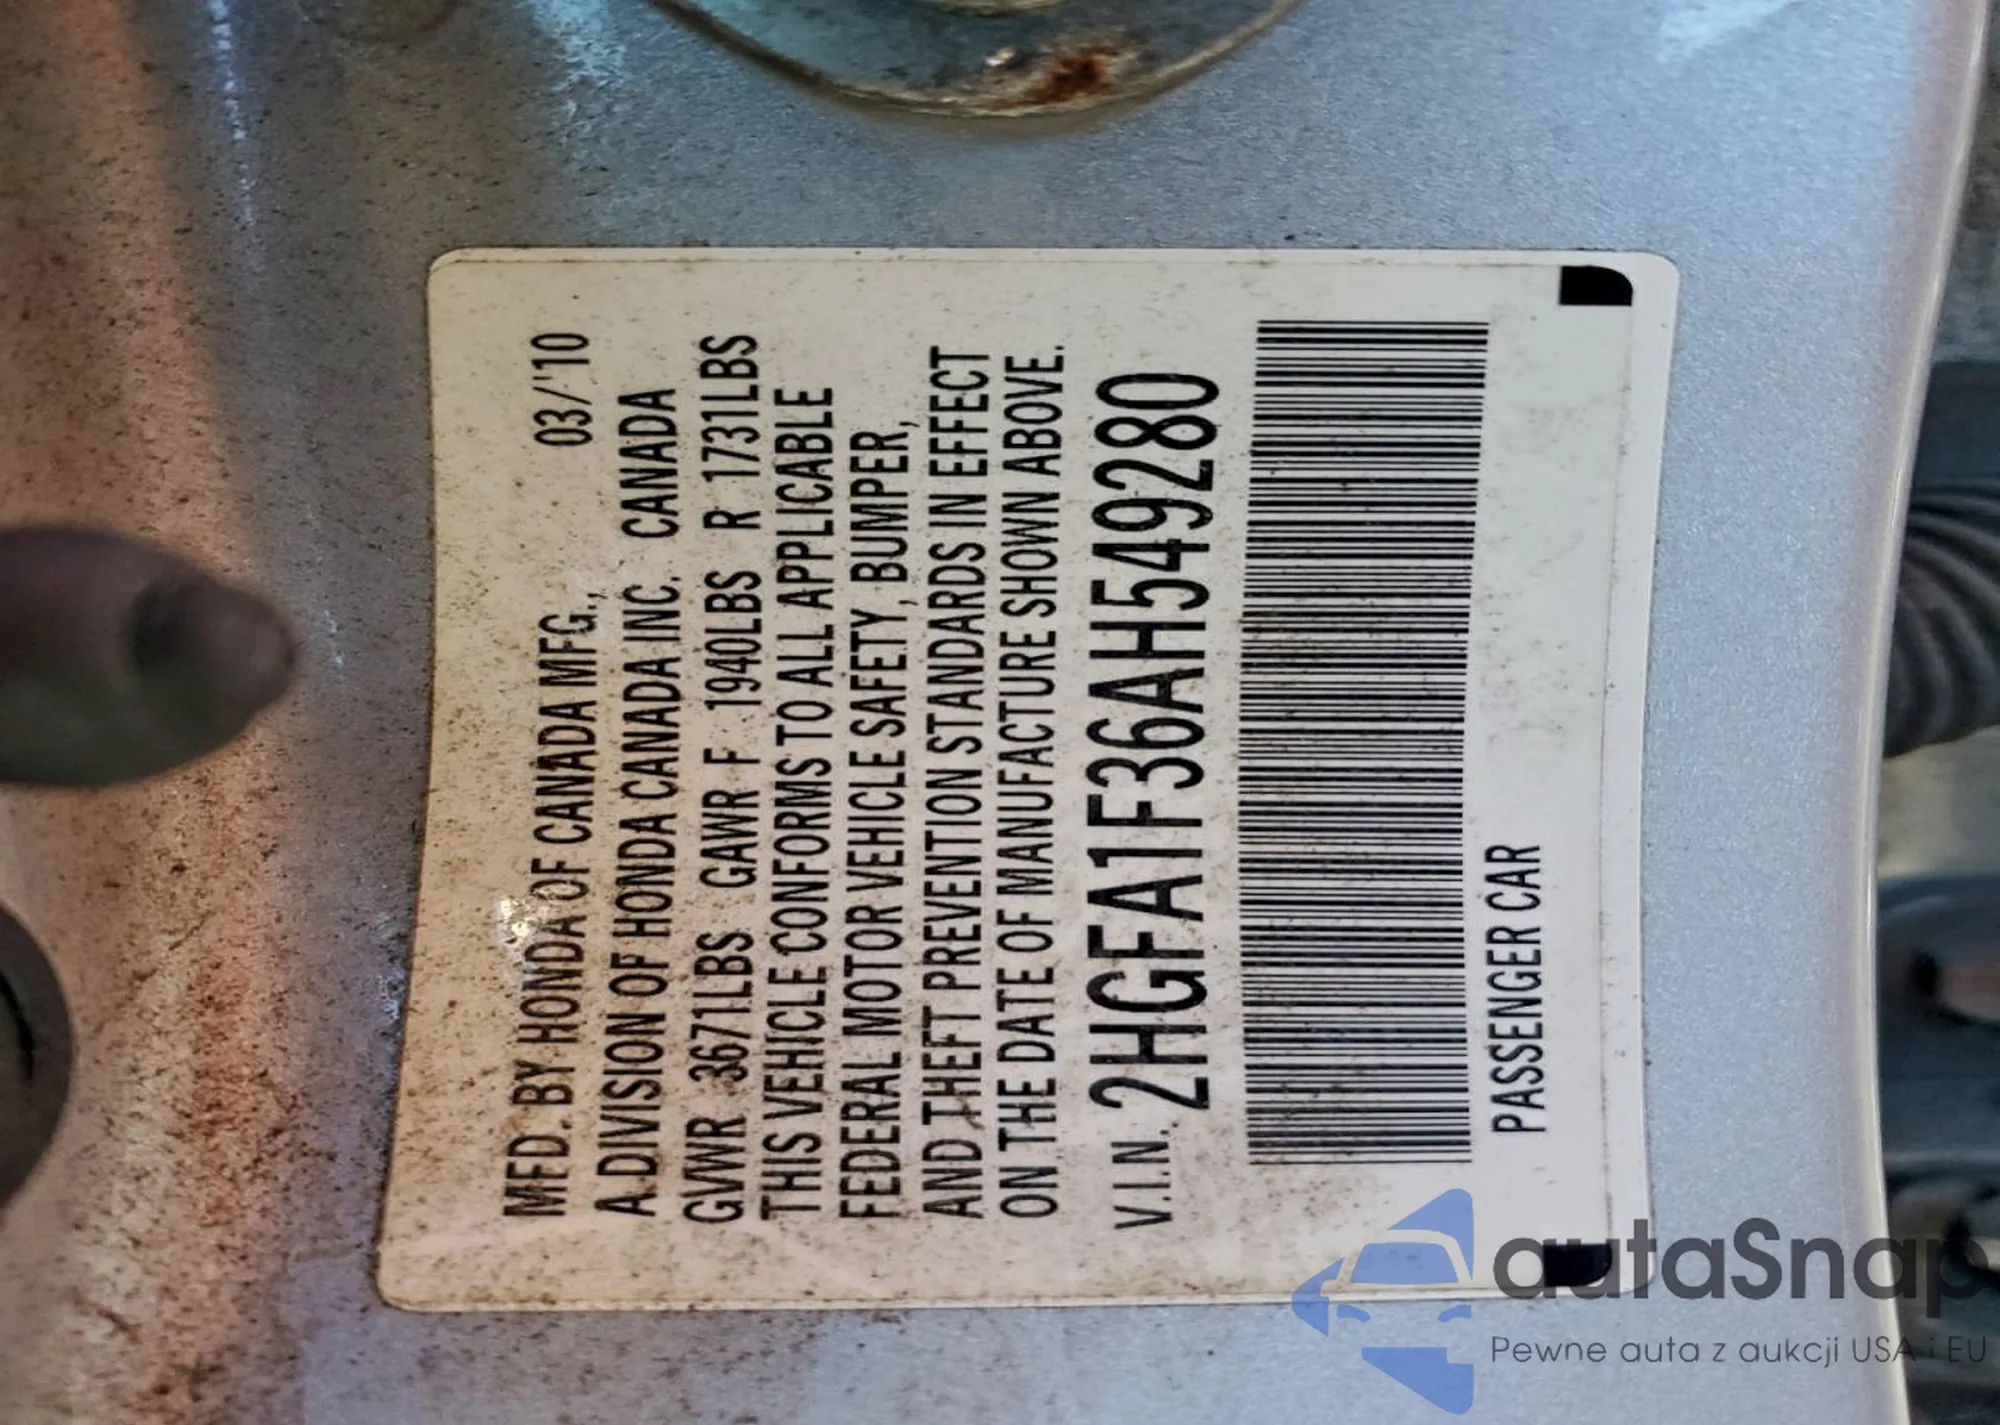 MFD. BY HONDA OF CANADA MFG., 03/'10
A DIVISION OF HONDA CANADA INC. CANADA
GVWR 3671LBS GAWR F 1940LBS R 1731LBS
THIS VEHICLE CONFORMS TO ALL APPLICABLE
FEDERAL MOTOR VEHICLE SAFETY, BUMPER,
AND THEFT PREVENTION STANDARDS IN EFFECT
ON THE DATE OF MANUFACTURE SHOWN ABOVE.
V.I.N. 2HGFA1F36AH549280
PASSENGER CAR
autaSnap
Pewne auta z aukcji USA i EU